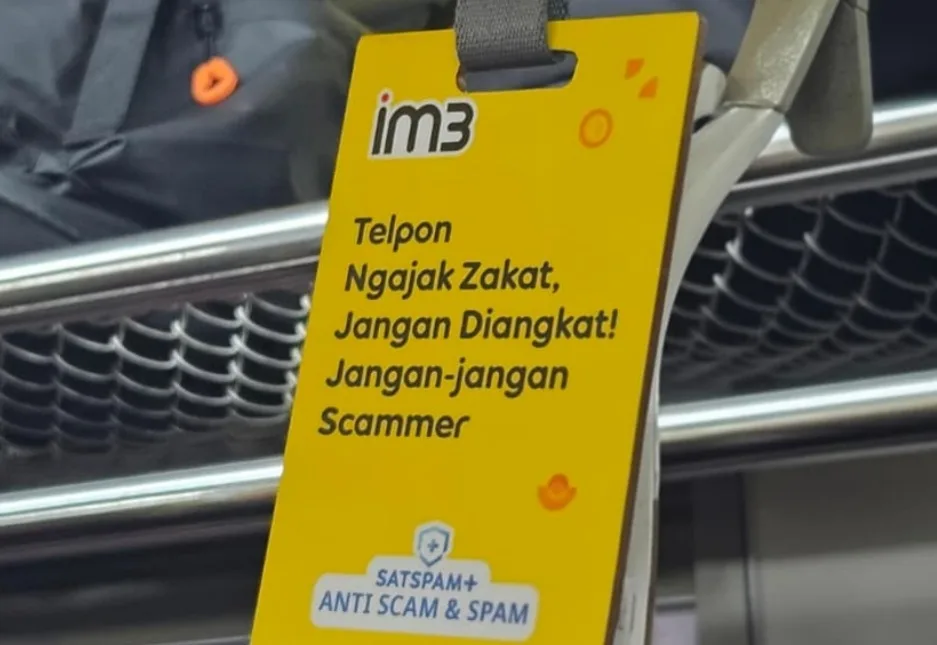 im3
Telpon
Ngajak Zakat,
Jangan Diangkat!
Jangan-jangan
Scammer
SATSPAM+
ANTI SCAM & SPAM